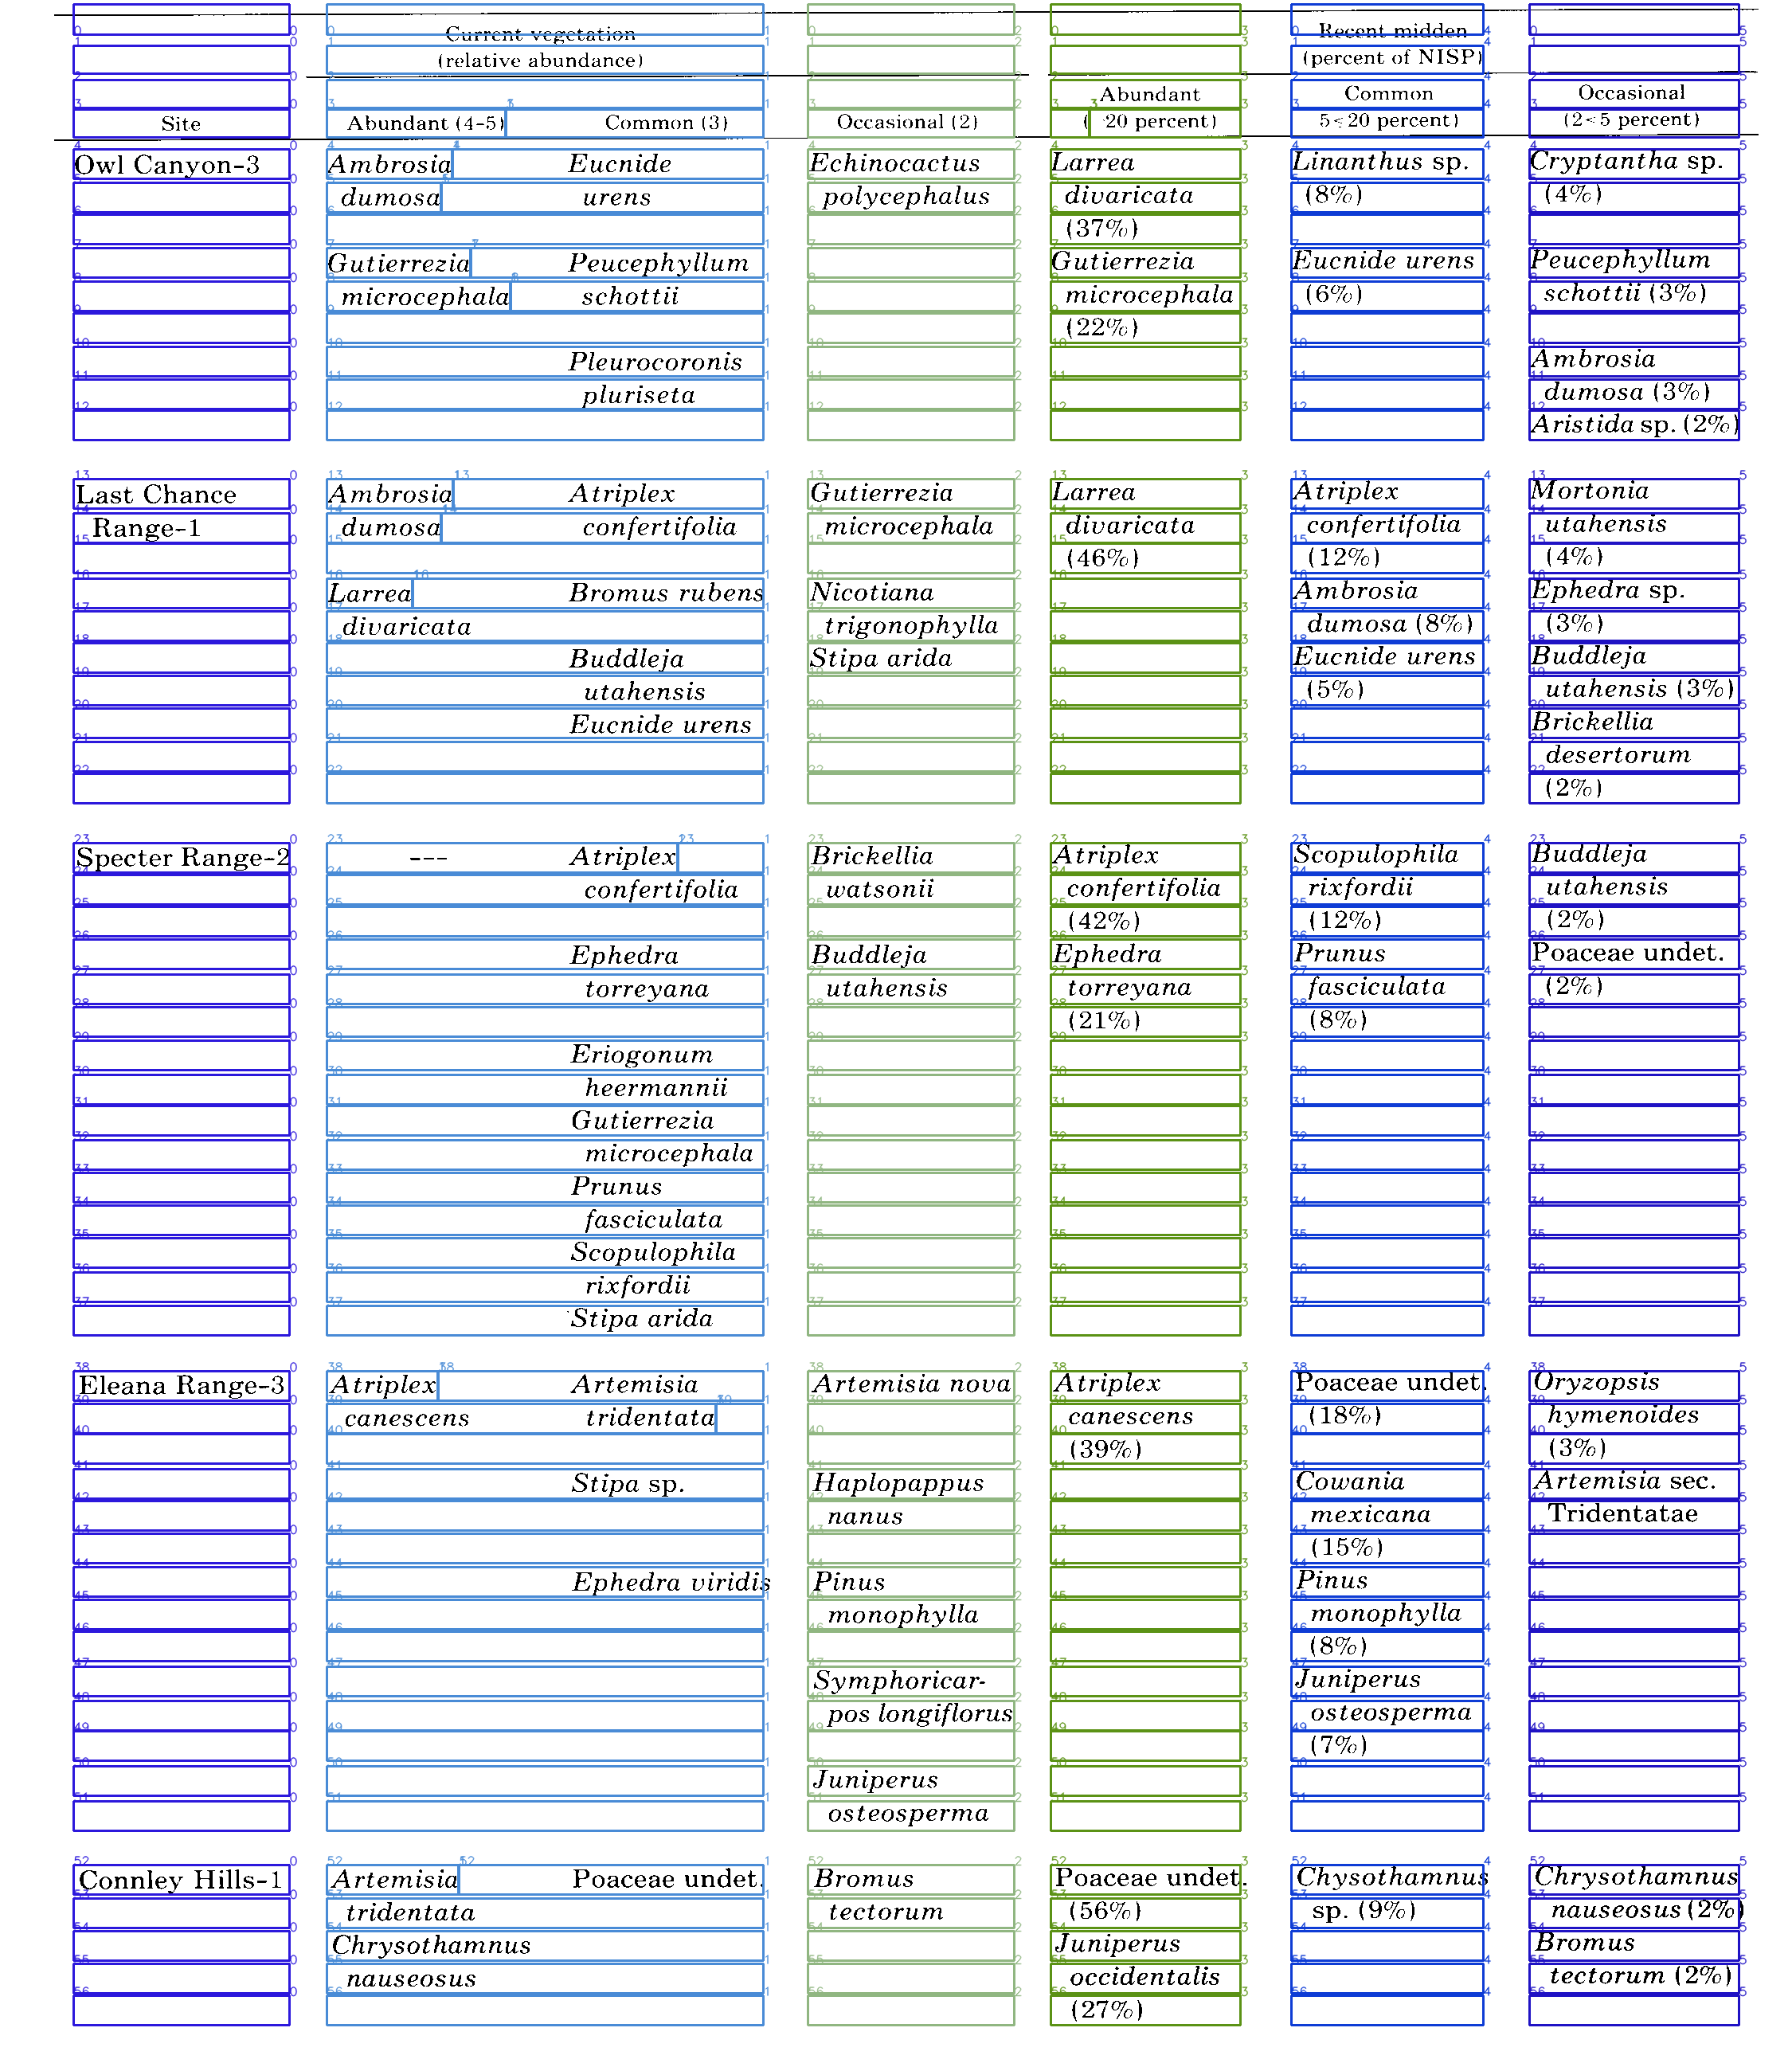 Current vegetation Recent midden
(relative abundance) (percent of NISP)
Abundant Common Occasional
Site Abundant (4-5) Common (3) Occasional (2) ( 20 percent) 5<20 percent) (2<5 percent)
Owl Canyon-3 Ambrosia Eucnide Echinocactus Larrea Linanthus sp. Cryptantha sp.
dumosa urens polycephalus divaricata (8%) (4%)
(37%)
Gutierrezia Peucephyllum Gutierrezia Eucnide urens Peucephyllum
microcephala schottii microcephala (6%) schottii (3%)
(22%)
Pleurocoronis Ambrosia
pluriseta dumosa (3%)
Aristida sp. (2%)
Last Chance Ambrosia Atriplex Gutierrezia Larrea Atriplex Mortonia
Range-1 dumosa confertifolia microcephala divaricata confertifolia utahensis
(46%) (12%) (4%)
Larrea Bromus rubens Nicotiana Ambrosia Ephedra sp.
divaricata trigonophylla dumosa (8%) (3%)
Buddleja Stipa arida Eucnide urens Buddleja
utahensis (5%) utahensis (3%)
Eucnide urens Brickellia
desertorum
(2%)
Specter Range-2 --- Atriplex Brickellia Atriplex Scopulophila Buddleja
confertifolia watsonii confertifolia rixfordii utahensis
(42%) (12%) (2%)
Ephedra Buddleja Ephedra Prunus Poaceae undet.
torreyana utahensis torreyana fasciculata (2%)
(21%) (8%)
Eriogonum
heermannii
Gutierrezia
microcephala
Prunus
fasciculata
Scopulophila
rixfordii
Stipa arida
Eleana Range-3 Atriplex Artemisia Artemisia nova Atriplex Poaceae undet. Oryzopsis
canescens tridentata canescens (18%) hymenoides
(39%) (3%)
Stipa sp. Haplopappus Cowania Artemisia sec.
nanus mexicana Tridentatae
(15%)
Ephedra viridis Pinus Pinus
monophylla monophylla
(8%)
Symphoricar- Juniperus
pos longiflorus osteosperma
(7%)
Juniperus
osteosperma
Connley Hills-1 Artemisia Poaceae undet. Bromus Poaceae undet. Chysothamnus Chrysothamnus
tridentata tectorum (56%) sp. (9%) nauseosus (2%)
Chrysothamnus Juniperus Bromus
nauseosus occidentalis tectorum (2%)
(27%)